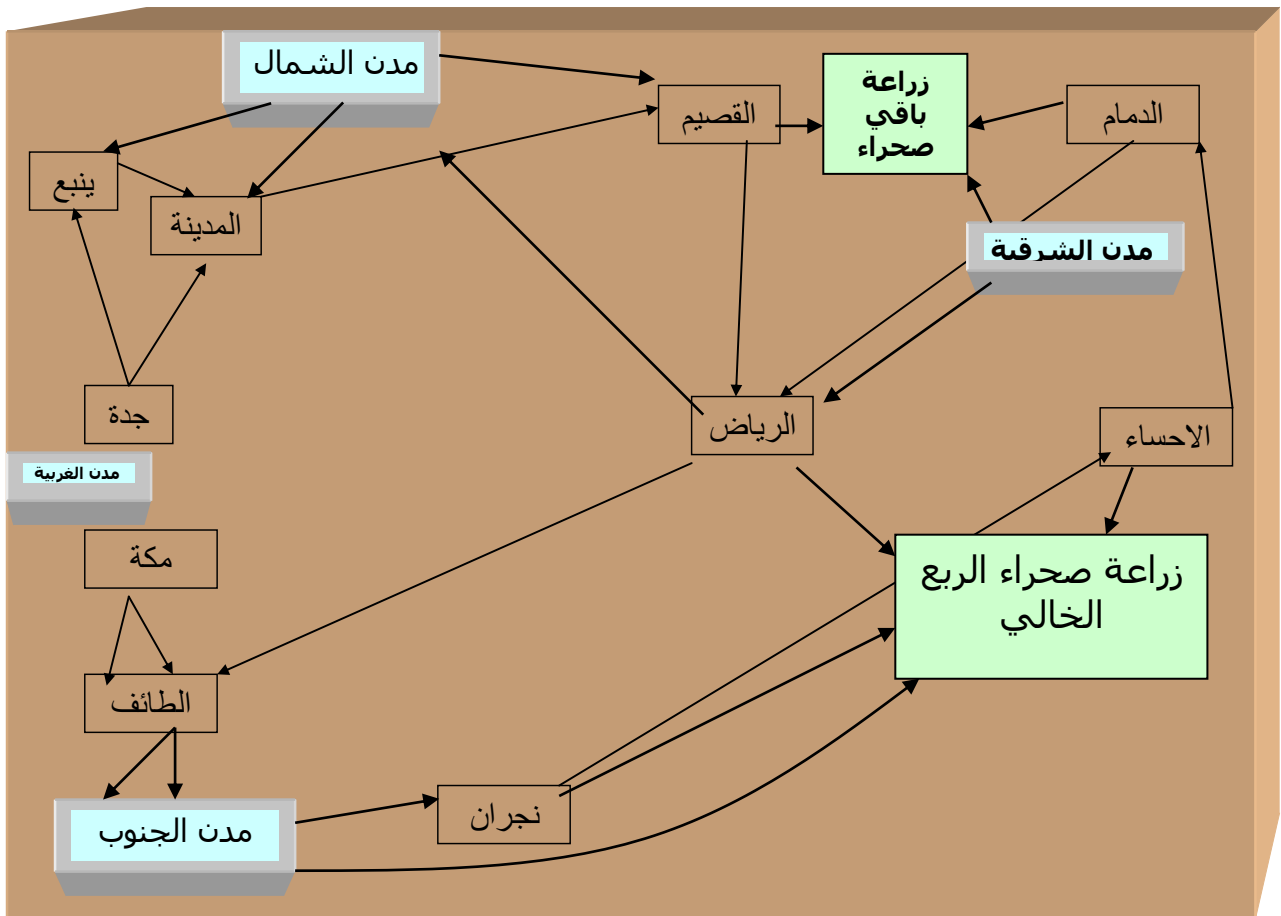 مدن الشمال
زراعة
باقي
صحراء
القصيم
الدمام
ينبع
المدينة
مدن الشرقية
جدة
الرياض
الاحساء
مدن الغربية
مكة
زراعة صحراء الربع
الخالي
الطائف
نجران
مدن الجنوب